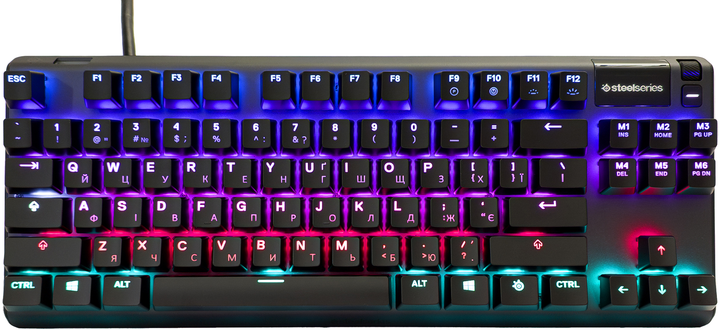 ESC F1 F2 F3 F4 F5 F6 F7 F8 F9 F10 F11 F12 steelseries
~ ` ! 1 " 2 @ № 3 # ; 4 $ % 5 : 6 ^ ? 7 & * 8 ( 9 ) 0 _ - + = ← M1 INS M2 HOME M3 PG UP
Q Й W Ц E У R К T Е Y Н U Г I Ш O Щ P З { [ Х } ] Ї | \ M4 DEL M5 END M6 PG DN
A Ф S І D В F А G П H Р J О K Л L Д : ; Ж " ' Є
Z Я X Ч C С V М B И N Т M Ь < , Б > . Ю ? /
CTRL ALT ALT CTRL ← ↓ →